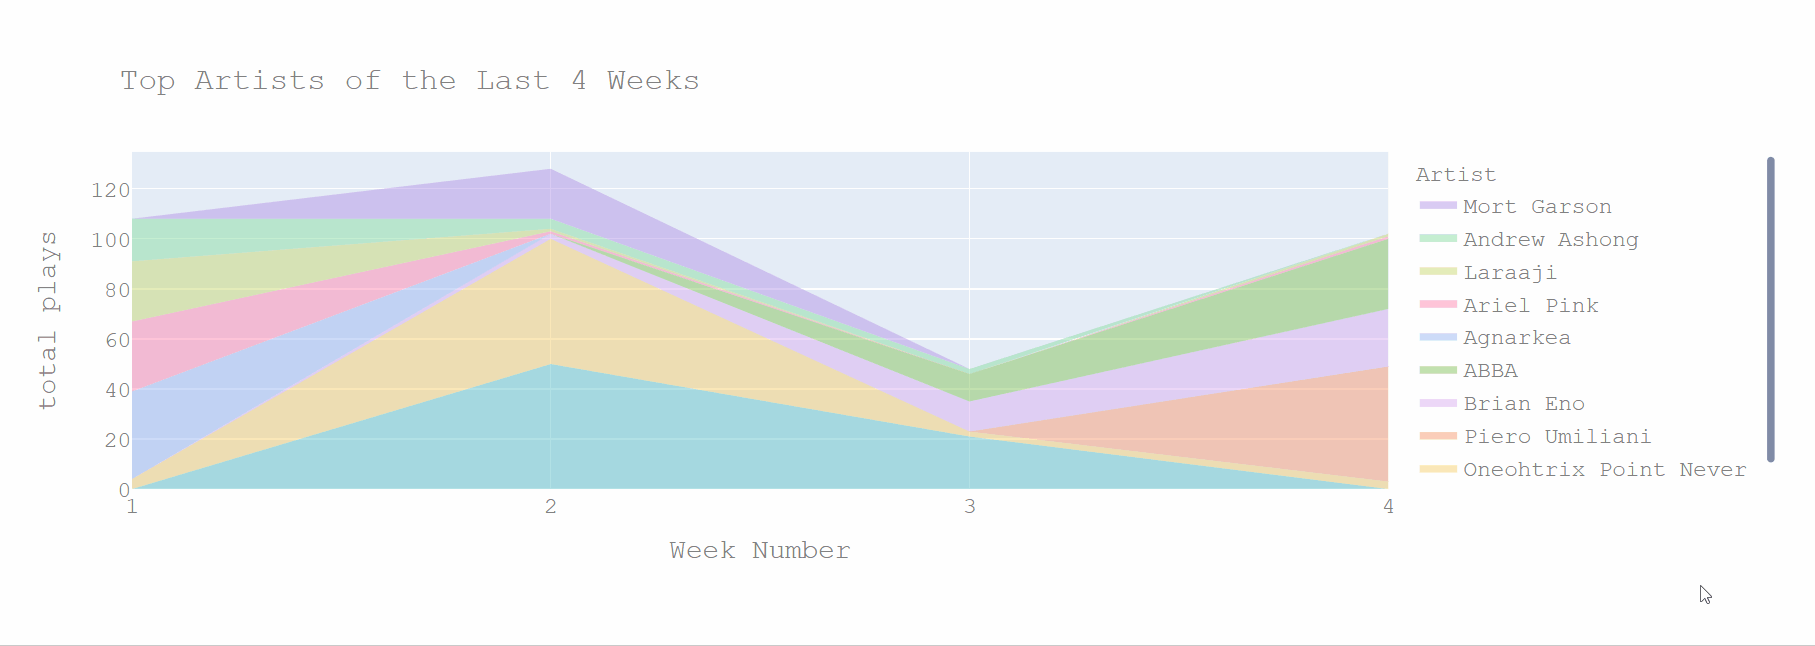 Top Artists of the Last 4 Weeks
total plays
120
100
80
60
40
20
0
1 2 3 4
Week Number
Artist
Mort Garson
Andrew Ashong
Laraaji
Ariel Pink
Agnarkea
ABBA
Brian Eno
Piero Umiliani
Oneohtrix Point Never